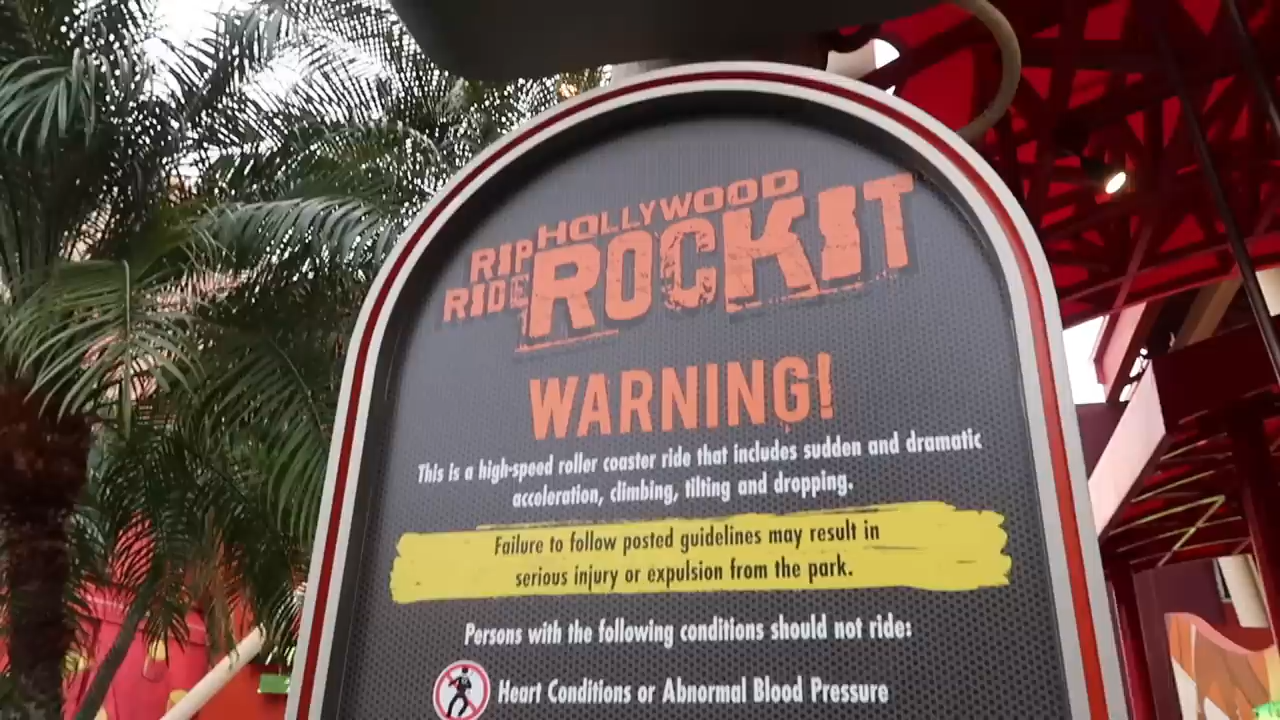 HOLLYWOOD
RIP
RIDE
ROCKIT
WARNING!
This is a high-speed roller coaster ride that includes sudden and dramatic
acceleration, climbing, tilting and dropping.
Failure to follow posted guidelines may result in
serious injury or expulsion from the park.
Persons with the following conditions should not ride:
Heart Conditions or Abnormal Blood Pressure